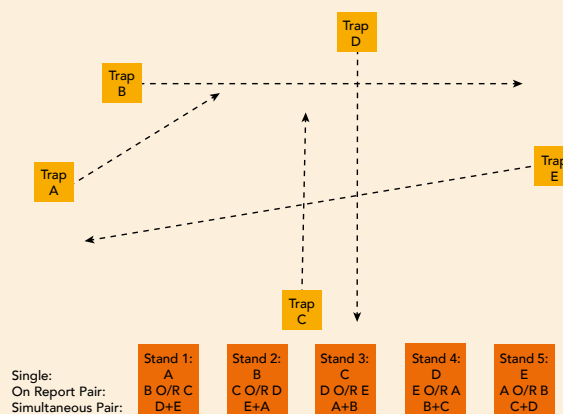 Trap
D
Trap
B
Trap
A
Trap
E
Trap
C
Stand 1: Stand 2: Stand 3: Stand 4: Stand 5:
Single: A B C D E
On Report Pair: B O/R C C O/R D D O/R E E O/R A A O/R B
Simultaneous Pair: D+E E+A A+B B+C C+D